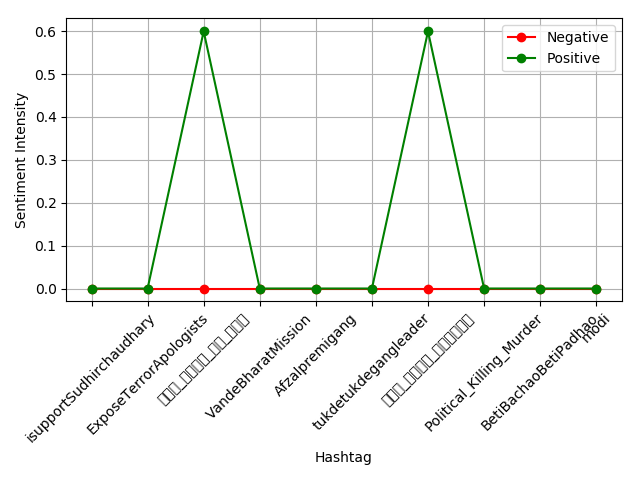 0.6
0.5
0.4
0.3
0.2
0.1
0.0
Sentiment Intensity
Negative
Positive
isupportSudhirchaudhary
ExposeTerrorApologists
VandeBharatMission
Afzalpremigang
tukdetukdegangleader
Political_Killing_Murder
BetiBachaoBetiPadhao
modi
Hashtag